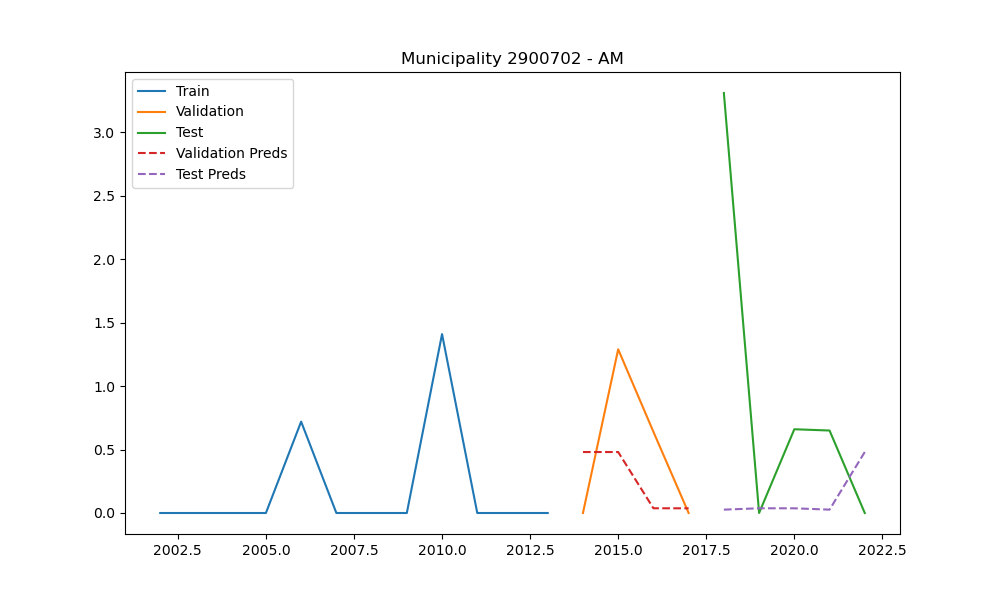 Municipality 2900702 - AM
Train
Validation
Test
Validation Preds
Test Preds
3.0
2.5
2.0
1.5
1.0
0.5
0.0
2002.5 2005.0 2007.5 2010.0 2012.5 2015.0 2017.5 2020.0 2022.5